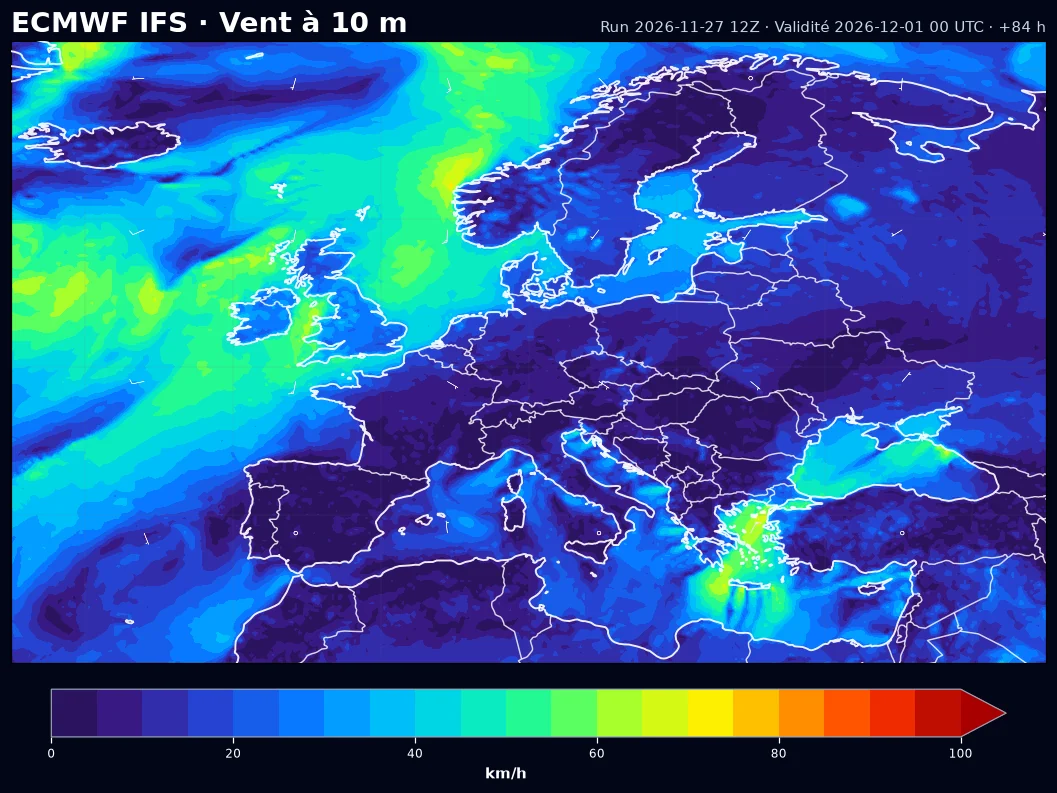 ECMWF IFS · Vent à 10 m
Run 2026-11-27 12Z · Validité 2026-12-01 00 UTC · +84 h
0 20 40 60 80 100
km/h